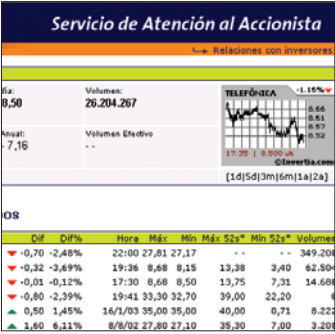 Servicio de Atención al Accionista
Relaciones con inversores
día: Volumen:
8,50 26.204.267
Anual: Volumen Efectivo
- 7,16 - -
TELEFÓNICA -1.16%
8.66
8.61
8.57
8.52
17:35 | 8.500
©Invertia.com
[1d|5d|3m|6m|1a|2a]
os
Dif Dif% Hora Máx Mín Máx 52s* Mín 52s* Volumen
-0,70 -2,48% 22:00 27,81 27,17 - - - - 349.208
-0,32 -3,69% 19:36 8,68 8,15 13,38 3,40 62.504
-0,01 -0,12% 17:30 8,68 8,50 13,75 7,31 14.688
-0,80 -2,39% 19:41 33,30 32,70 39,00 22,20
0,50 1,45% 16/1/03 35,00 35,00 40,00 0,71 8.221
1,60 6,11% 8/8/02 27,80 27,10 35,30 7,00 3.252